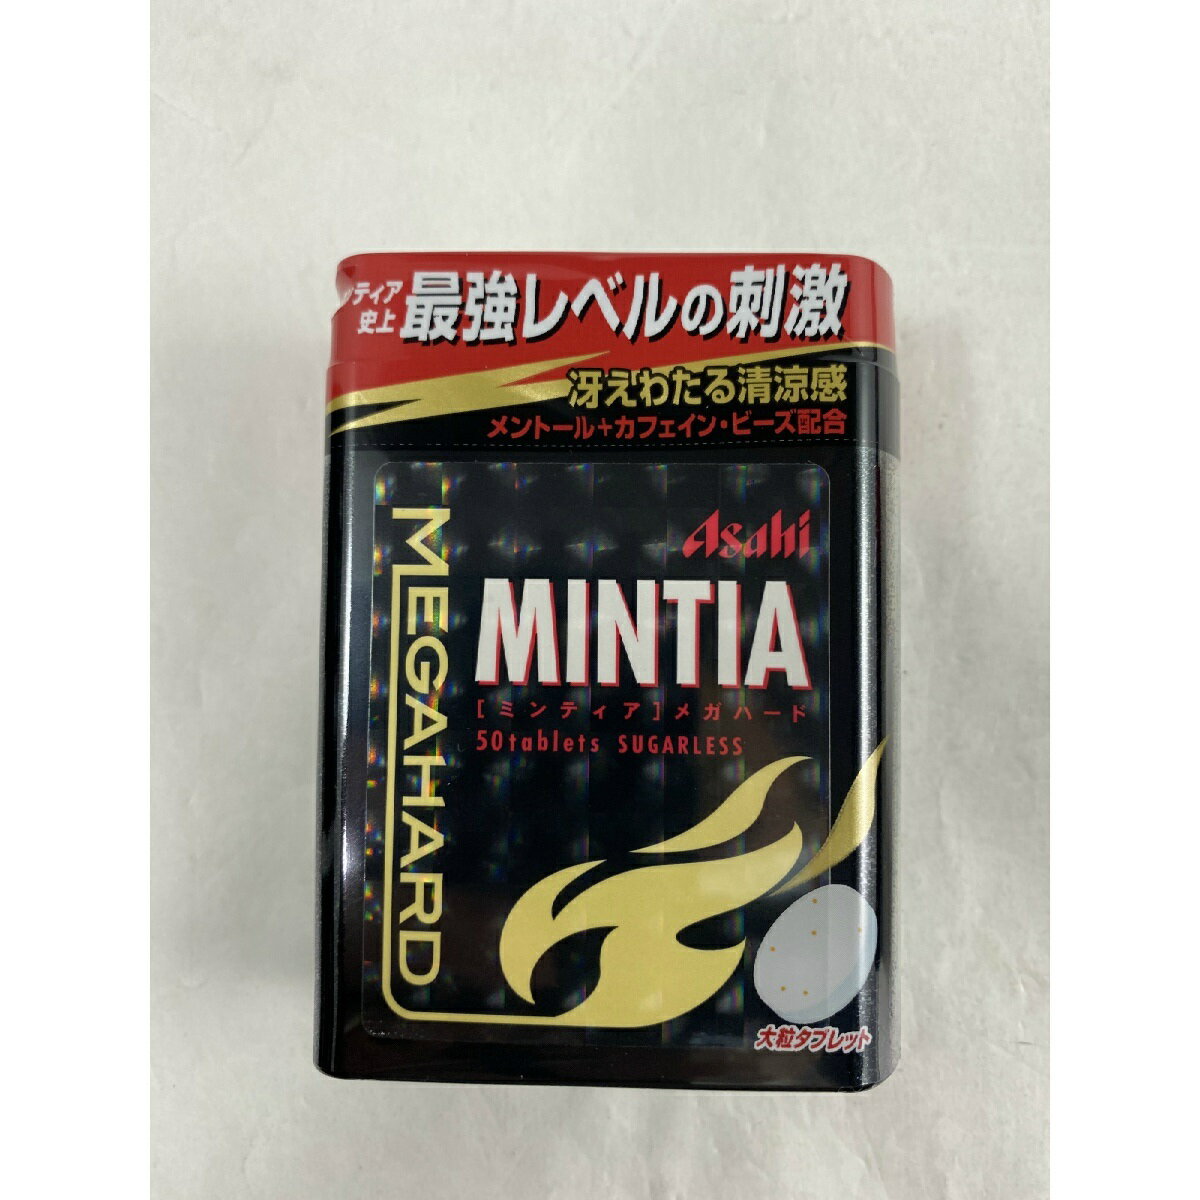 ンティア
史上
最強レベルの刺激
冴えわたる清涼感
メントール+カフェイン・ビーズ配合
Asahi
MEGAHARD
MINTIA
[ミンティア]メガハード
50tablets SUGARLESS
大粒タブレット